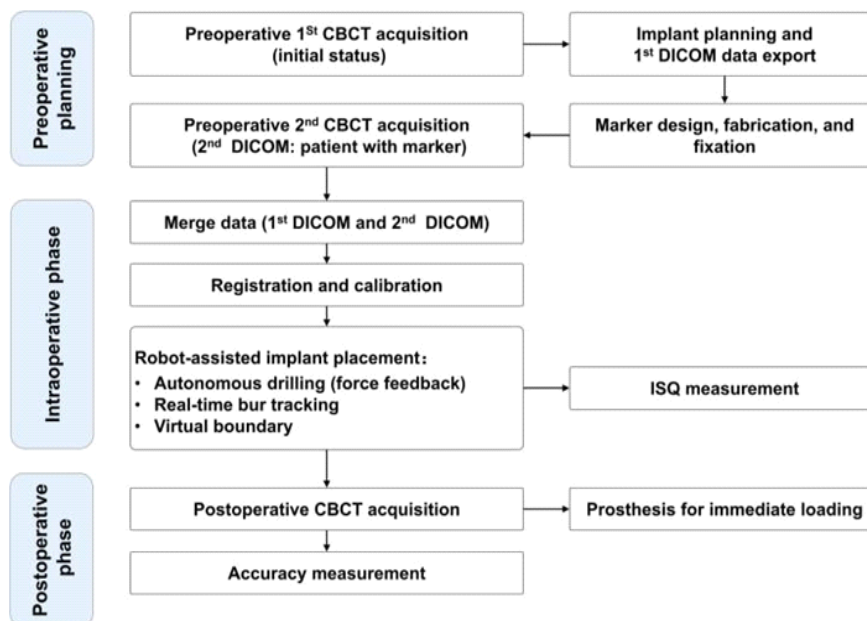 Preoperative
planning
Preoperative 1St CBCT acquisition
(initial status)
Implant planning and
1st DICOM data export
Preoperative 2nd CBCT acquisition
(2nd DICOM: patient with marker)
Marker design, fabrication, and
fixation
Intraoperative phase
Merge data (1st DICOM and 2nd DICOM)
Registration and calibration
Robot-assisted implant placement：
• Autonomous drilling (force feedback)
• Real-time bur tracking
• Virtual boundary
ISQ measurement
Postoperative
phase
Postoperative CBCT acquisition
Prosthesis for immediate loading
Accuracy measurement